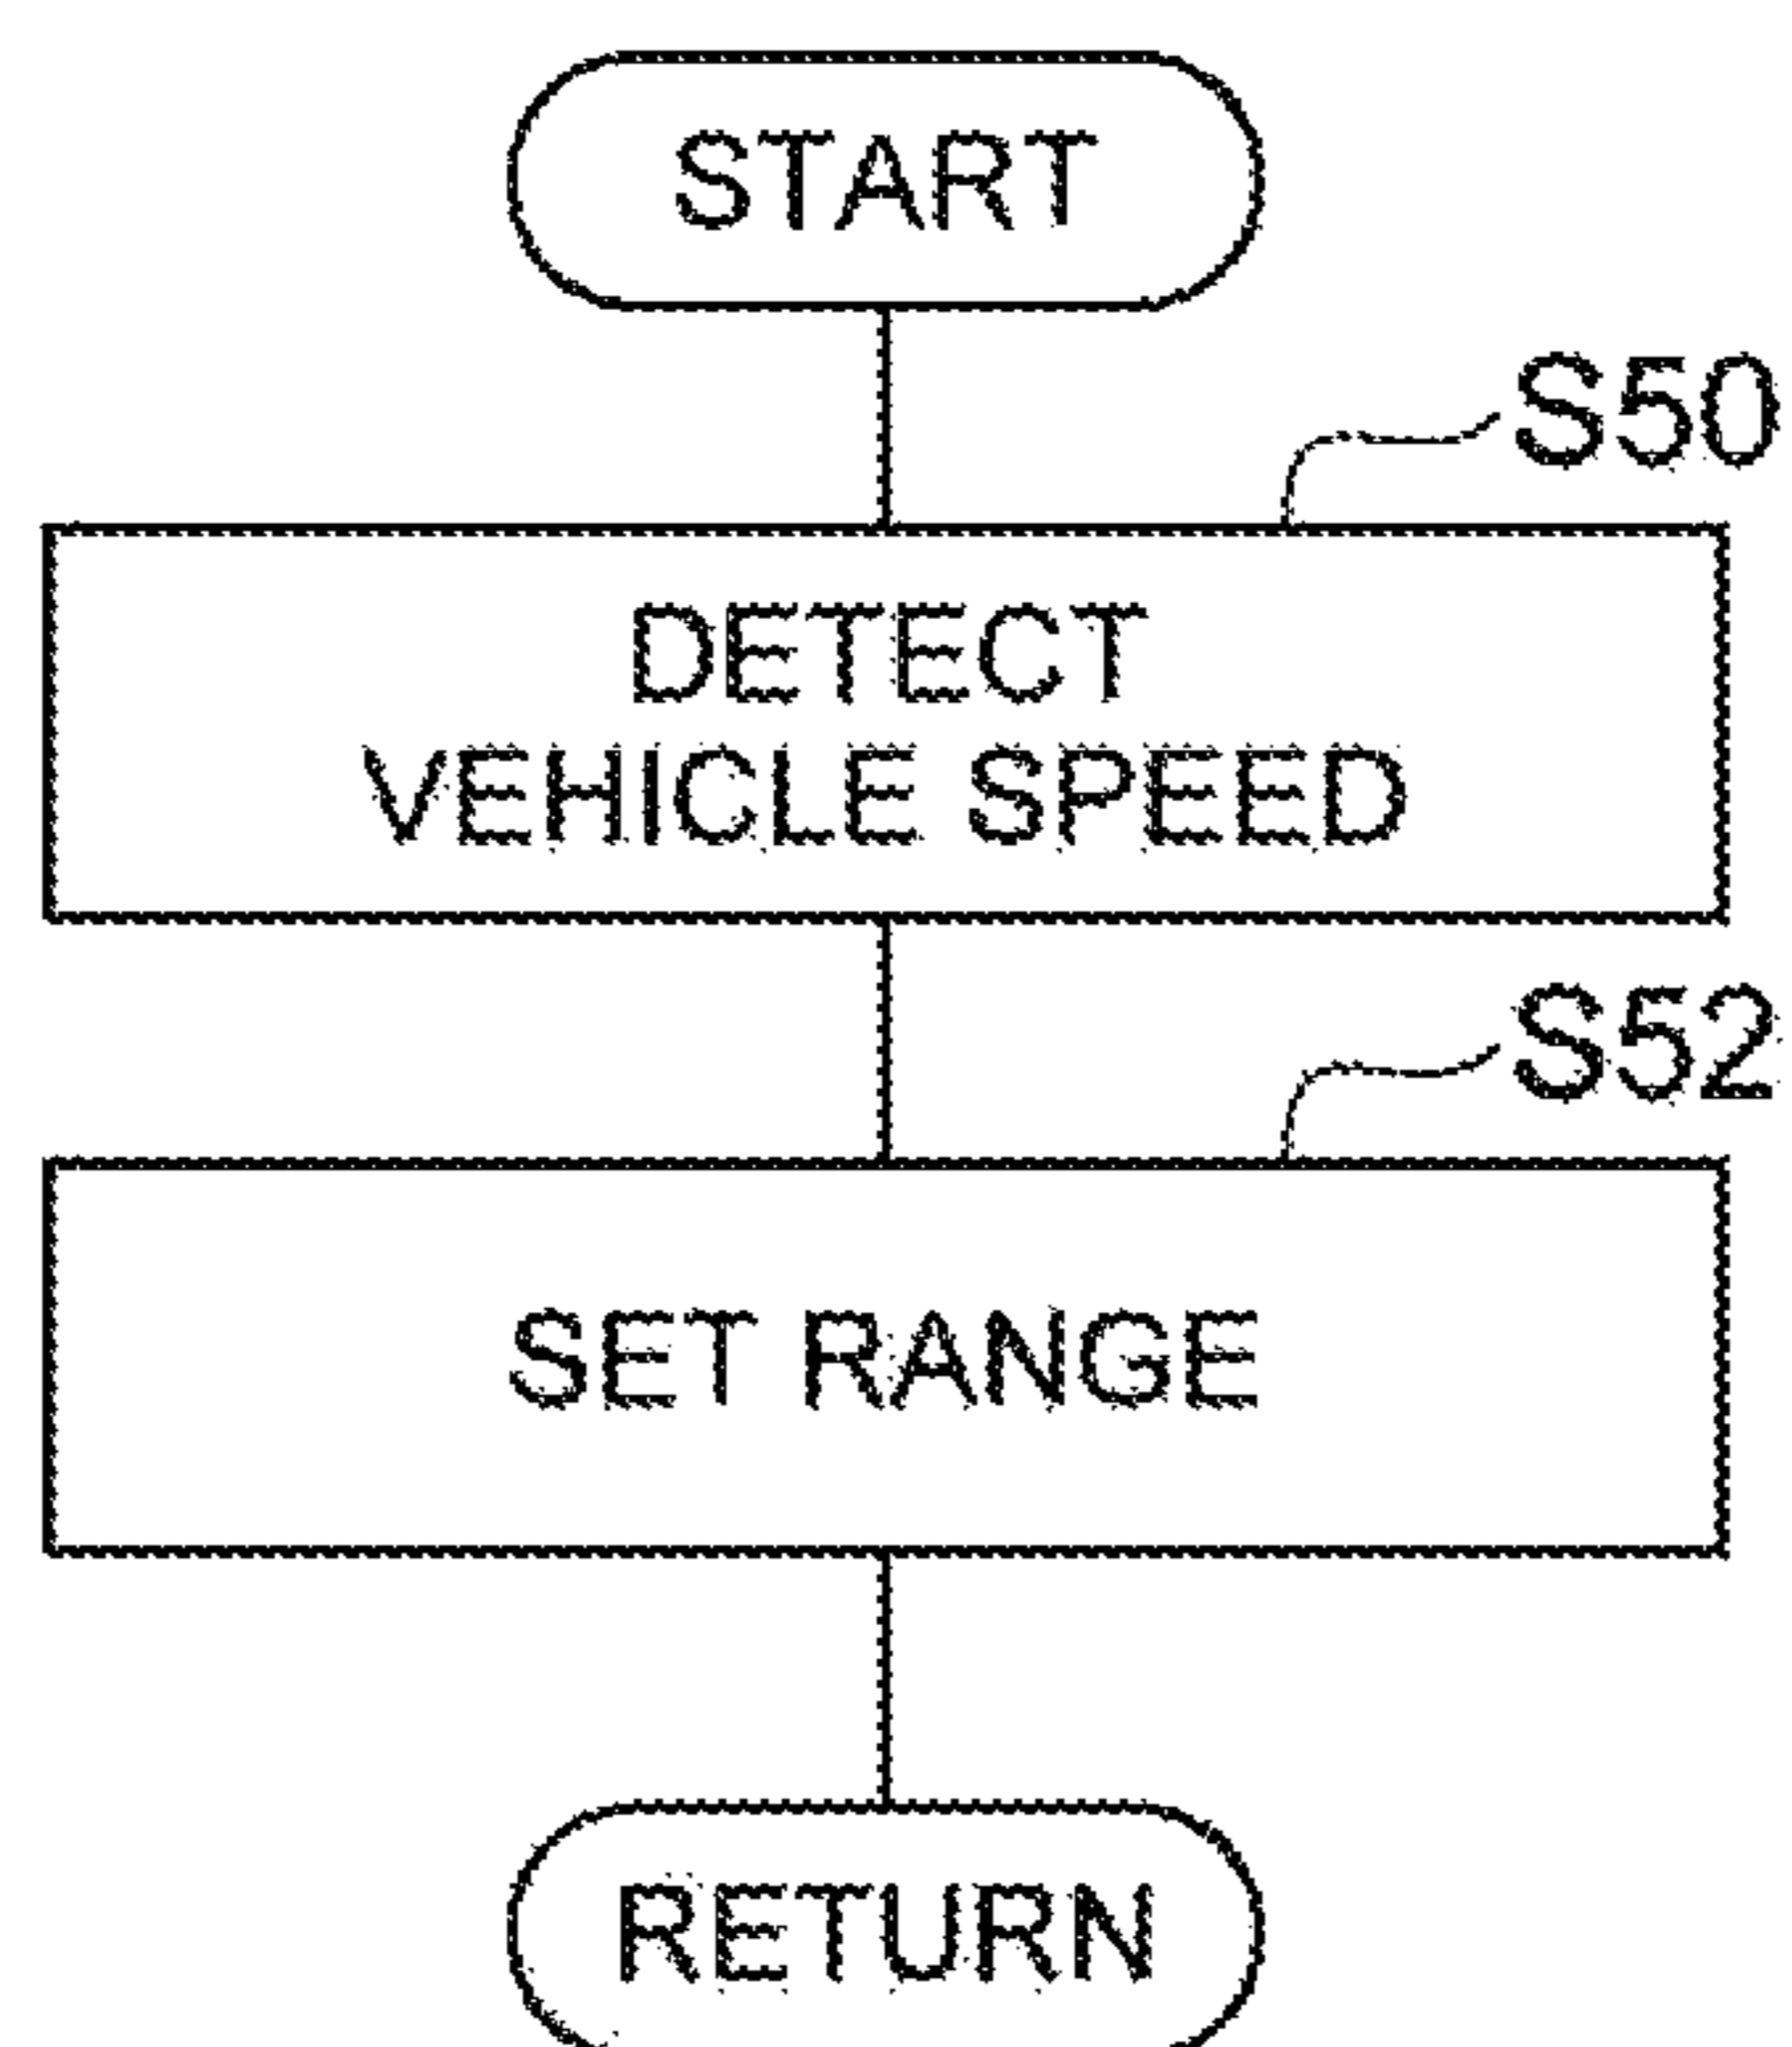 START
S50
DETECT
VEHICLE SPEED
S52
SET RANGE
RETURN